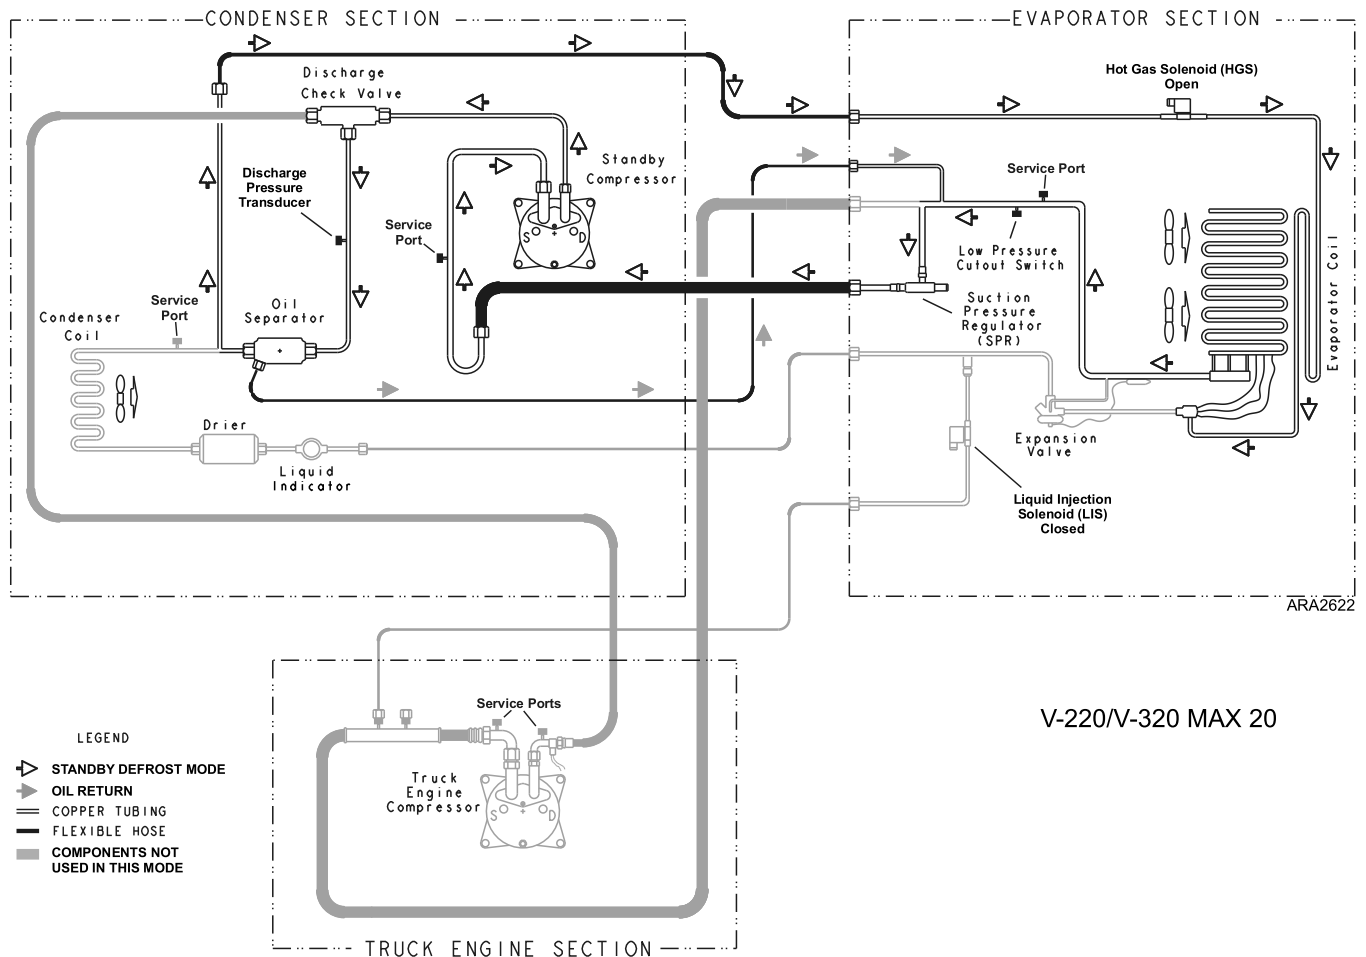 CONDENSER SECTION
EVAPORATOR SECTION
Discharge
Check Valve
Hot Gas Solenoid (HGS)
Open
Standby
Compressor
Discharge
Pressure
Transducer
Service Port
Service
Port
S
D
Low Pressure
Cutout Switch
Evaporator Coil
Service
Port
Oil
Separator
Suction
Pressure
Regulator
(SPR)
Condenser
Coil
Drier
Liquid
Indicator
Expansion
Valve
Liquid Injection
Solenoid (LIS)
Closed
ARA2622
Service Ports
Truck
Engine
Compressor
S
D
V-220/V-320 MAX 20
LEGEND
STANDBY DEFROST MODE
OIL RETURN
COPPER TUBING
FLEXIBLE HOSE
COMPONENTS NOT
USED IN THIS MODE
TRUCK ENGINE SECTION